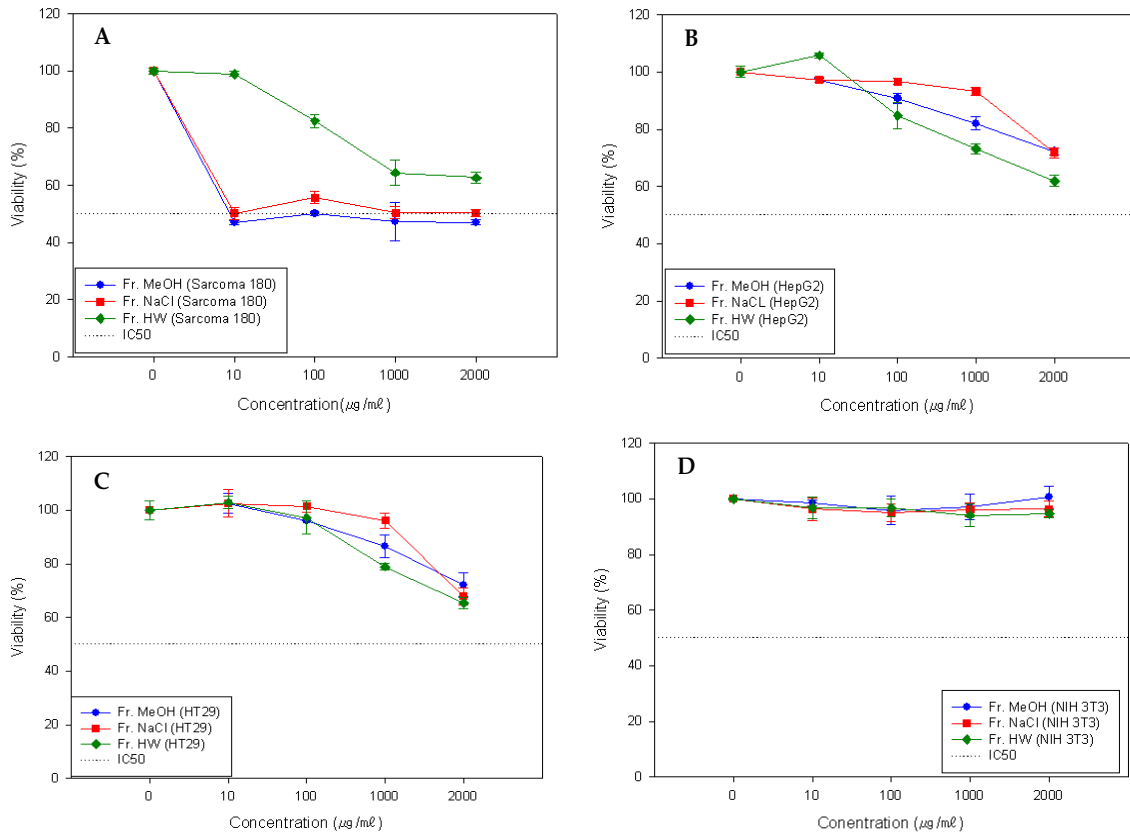 A
Viability (%)
120
100
80
60
40
20
0
Fr. MeOH (Sarcoma 180)
Fr. NaCl (Sarcoma 180)
Fr. HW (Sarcoma 180)
IC50
0 10 100 1000 2000
Concentration(μg/mℓ)
B
Viability (%)
120
100
80
60
40
20
0
Fr. MeOH (HepG2)
Fr. NaCL (HepG2)
Fr. HW (HepG2)
IC50
0 10 100 1000 2000
Concentration (μg/mℓ)
C
Viability (%)
120
100
80
60
40
20
0
Fr. MeOH (HT29)
Fr. NaCl (HT29)
Fr. HW (HT29)
IC50
0 10 100 1000 2000
Concentration (μg/mℓ)
D
Viability (%)
120
100
80
60
40
20
0
Fr. MeOH (NIH 3T3)
Fr. NaCl (NIH 3T3)
Fr. HW (NIH 3T3)
IC50
0 10 100 1000 2000
Conentration (μg/mℓ)